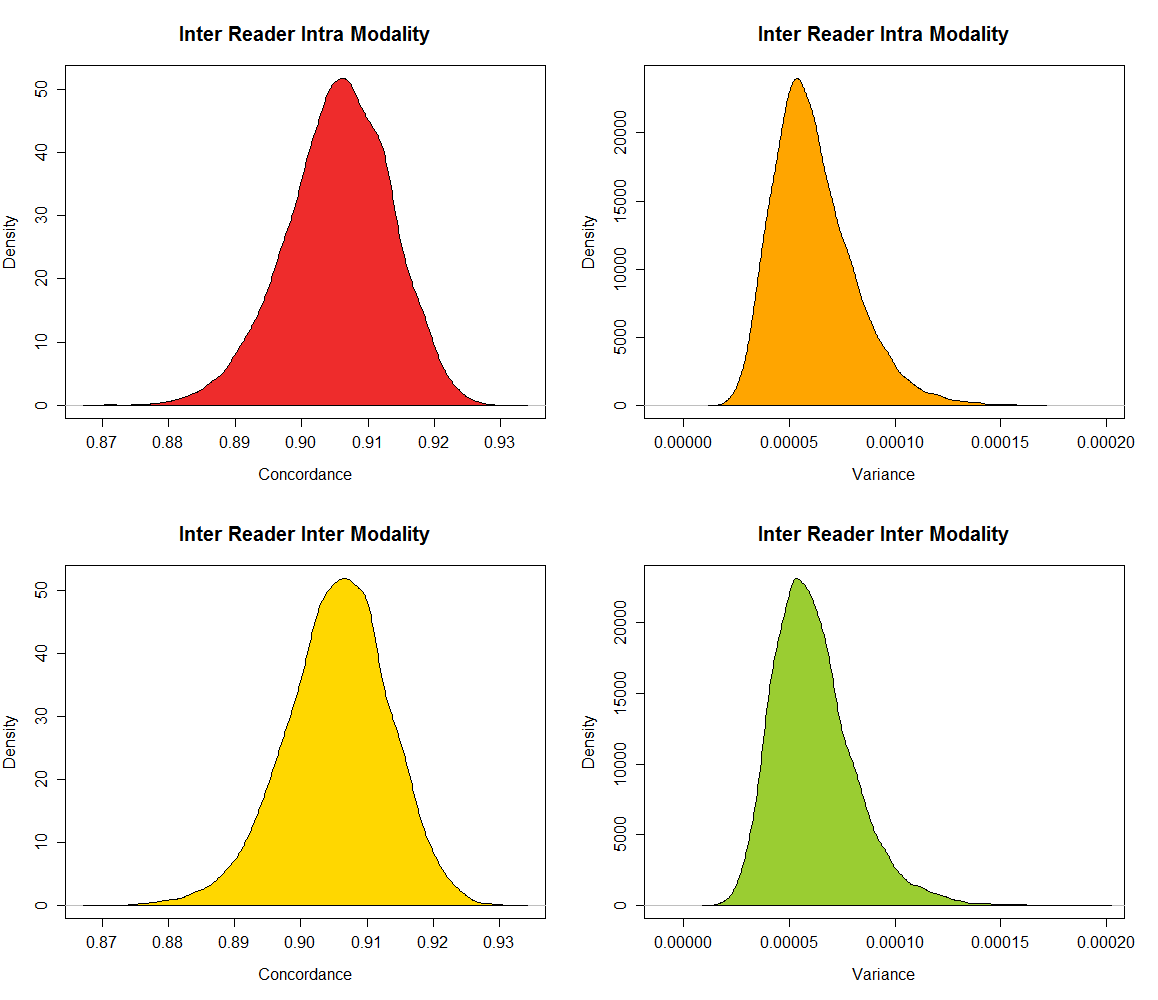 Inter Reader Intra Modality
Density
0 10 20 30 40 50
0.87 0.88 0.89 0.90 0.91 0.92 0.93
Concordance
Inter Reader Intra Modality
Density
0 5000 10000 15000 20000
0.00000 0.00005 0.00010 0.00015 0.00020
Variance
Inter Reader Inter Modality
Density
0 10 20 30 40 50
0.87 0.88 0.89 0.90 0.91 0.92 0.93
Concordance
Inter Reader Inter Modality
Density
0 5000 10000 15000 20000
0.00000 0.00005 0.00010 0.00015 0.00020
Variance